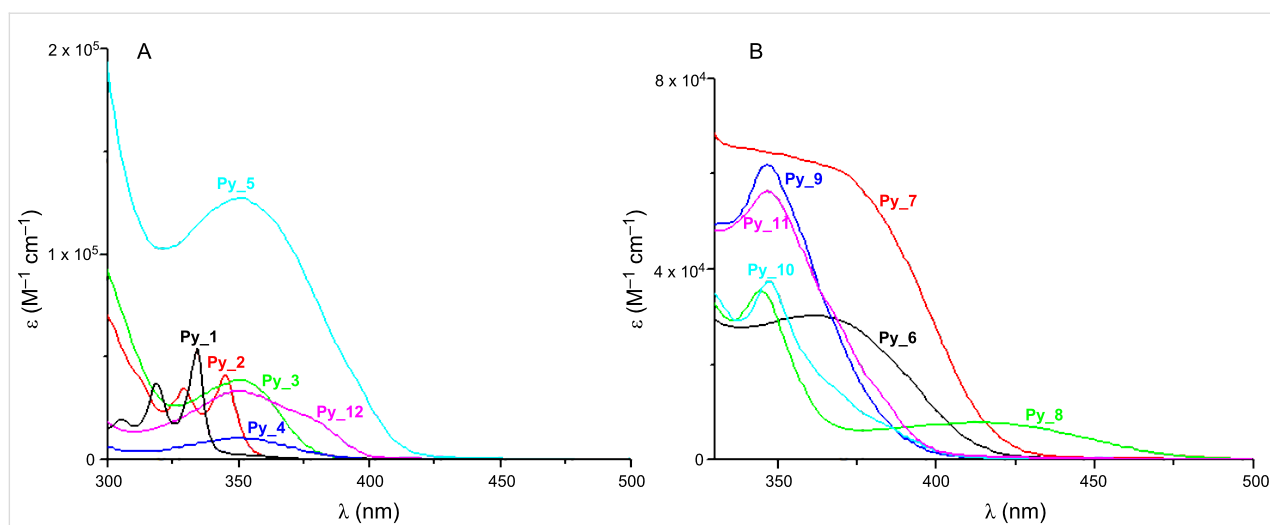 A
2 x 10⁵
1 x 10⁵
0
ε (M⁻¹ cm⁻¹)
Py_5
Py_1
Py_2
Py_3
Py_12
Py_4
300
350
400
450
500
λ (nm)
B
8 x 10⁴
4 x 10⁴
0
ε (M⁻¹ cm⁻¹)
Py_9
Py_7
Py_11
Py_10
Py_6
Py_8
350
400
450
500
λ (nm)